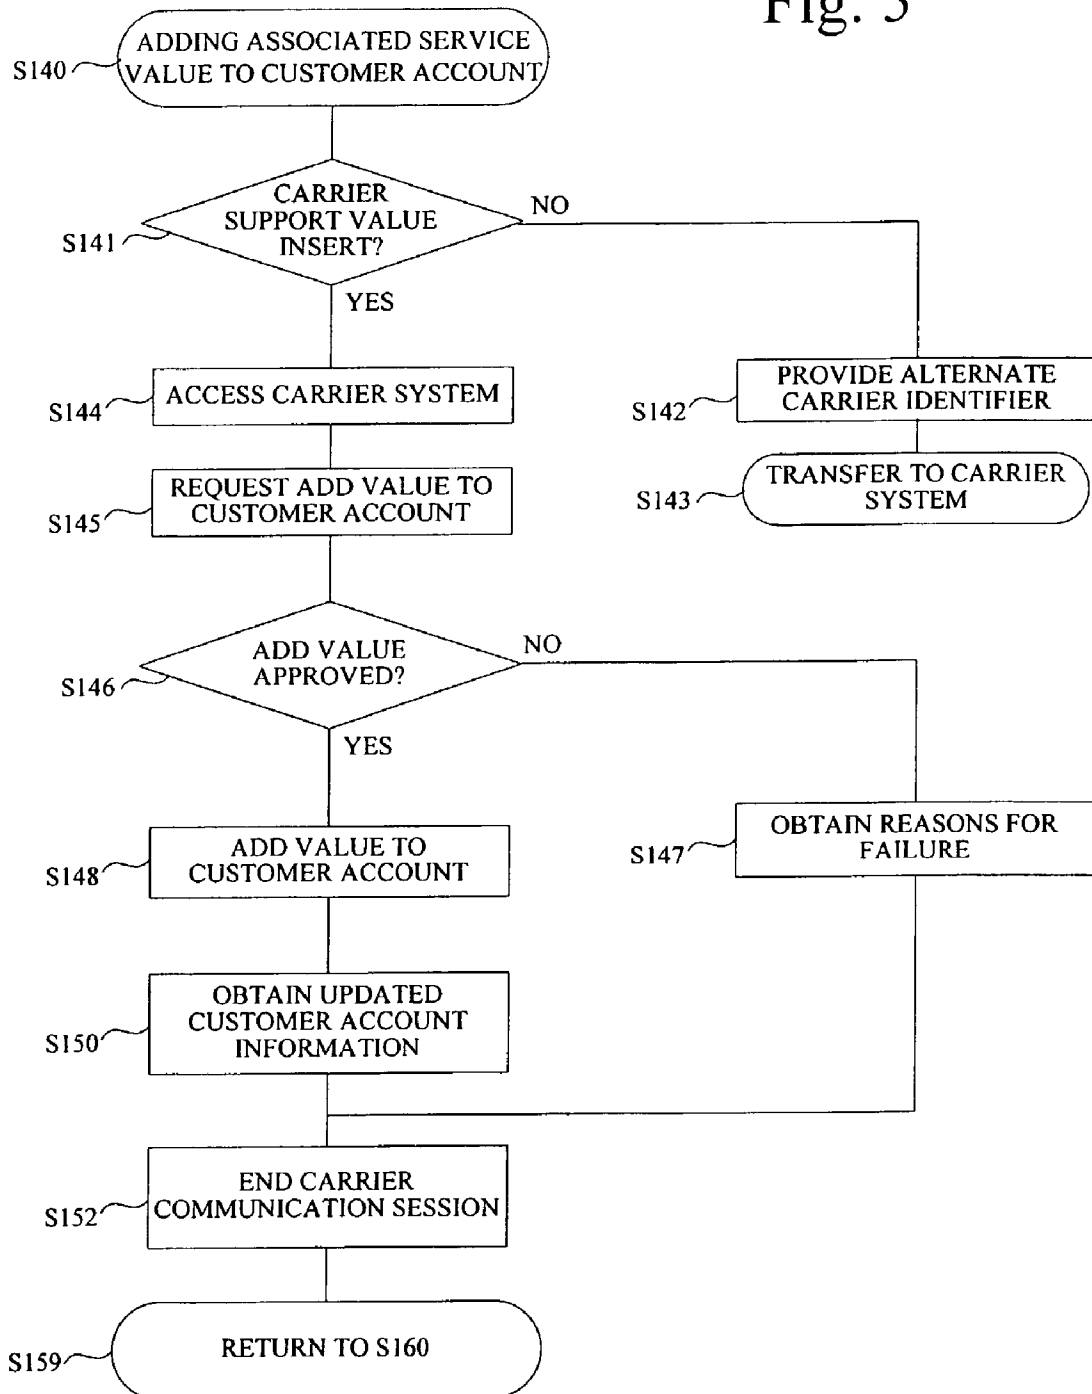 Fig. 5
ADDING ASSOCIATED SERVICE
VALUE TO CUSTOMER ACCOUNT
S140
CARRIER
SUPPORT VALUE
INSERT?
S141
NO
YES
ACCESS CARRIER SYSTEM
S144
PROVIDE ALTERNATE
CARRIER IDENTIFIER
S142
REQUEST ADD VALUE TO
CUSTOMER ACCOUNT
S145
TRANSFER TO CARRIER
SYSTEM
S143
ADD VALUE
APPROVED?
S146
NO
YES
ADD VALUE TO
CUSTOMER ACCOUNT
S148
OBTAIN REASONS FOR
FAILURE
S147
OBTAIN UPDATED
CUSTOMER ACCOUNT
INFORMATION
S150
END CARRIER
COMMUNICATION SESSION
S152
RETURN TO S160
S159